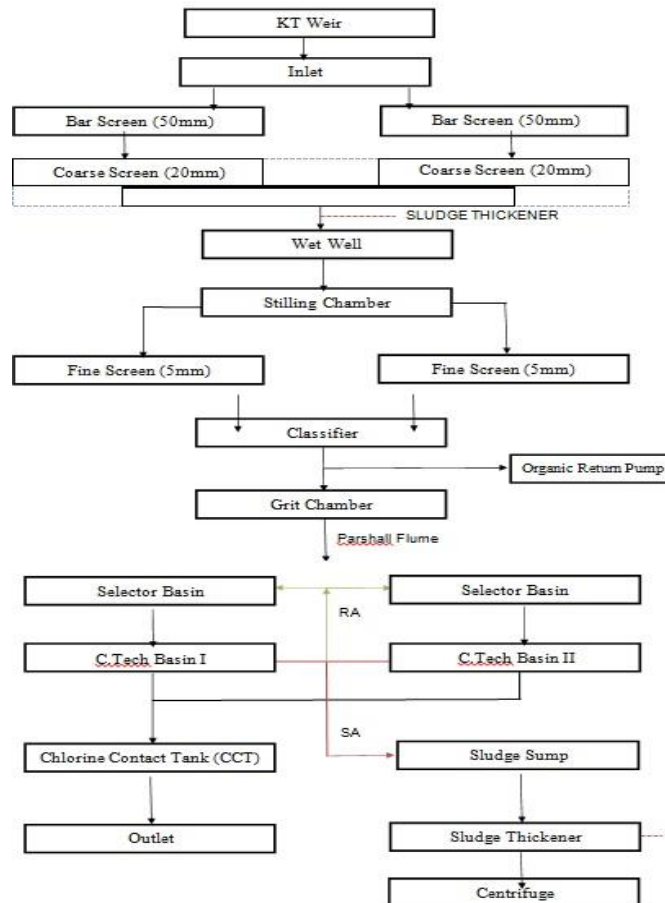 KT Weir
Inlet
Bar Screen (50mm)
Bar Screen (50mm)
Coarse Screen (20mm)
Coarse Screen (20mm)
SLUDGE THICKENER
Wet Well
Stilling Chamber
Fine Screen (5mm)
Fine Screen (5mm)
Classifier
Organic Return Pump
Grit Chamber
Parshall Flume
Selector Basin
Selector Basin
RA
C.Tech Basin I
C.Tech Basin II
SA
Chlorine Contact Tank (CCT)
Sludge Sump
Outlet
Sludge Thickener
Centrifuge